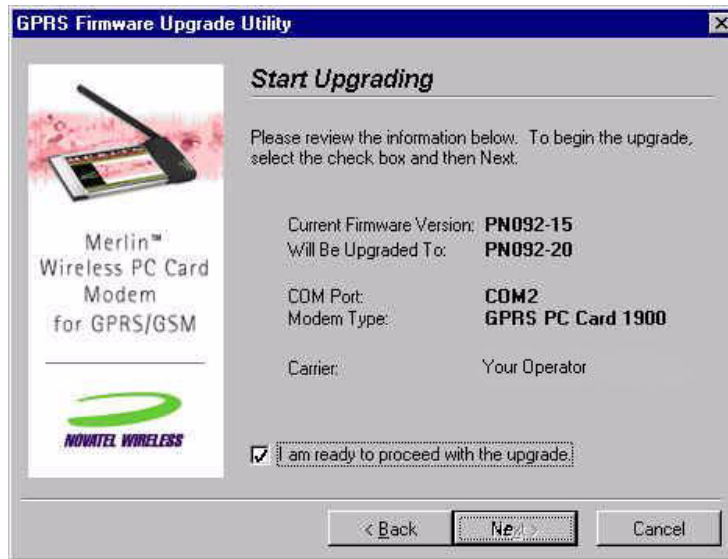 GPRS Firmware Upgrade Utility
Merlin™
Wireless PC Card
Modem
for GPRS/GSM
NOVATEL WIRELESS
Start Upgrading
Please review the information below. To begin the upgrade,
select the check box and then Next.
Current Firmware Version: PN092-15
Will Be Upgraded To: PN092-20
COM Port: COM2
Modem Type: GPRS PC Card 1900
Carrier: Your Operator
I am ready to proceed with the upgrade.
< Back
Next >
Cancel